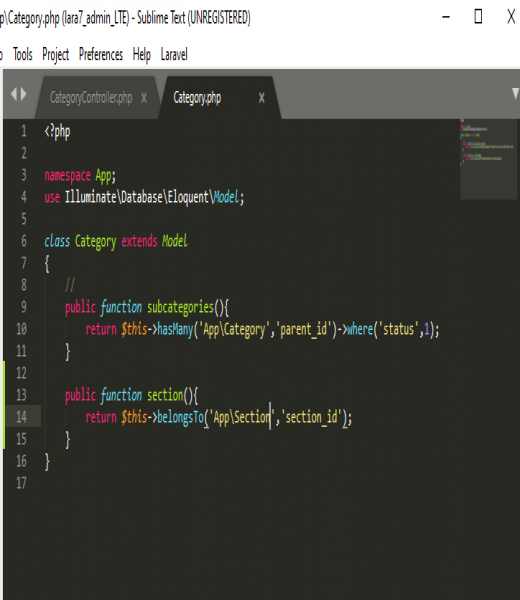 p\Category.php (lara7_admin_LTE) - Sublime Text (UNREGISTERED)
Tools Project Preferences Help Laravel
CategoryController.php × Category.php ×
1 <?php
2
3 namespace App;
4 use Illuminate\Database\Eloquent\Model;
5
6 class Category extends Model
7 {
8 //
9 public function subcategories(){
10 return $this->hasMany('App\Category','parent_id')->where('status',1);
11 }
12
13 public function section(){
14 return $this->belongsTo('App\Section','section_id');
15 }
16 }
17